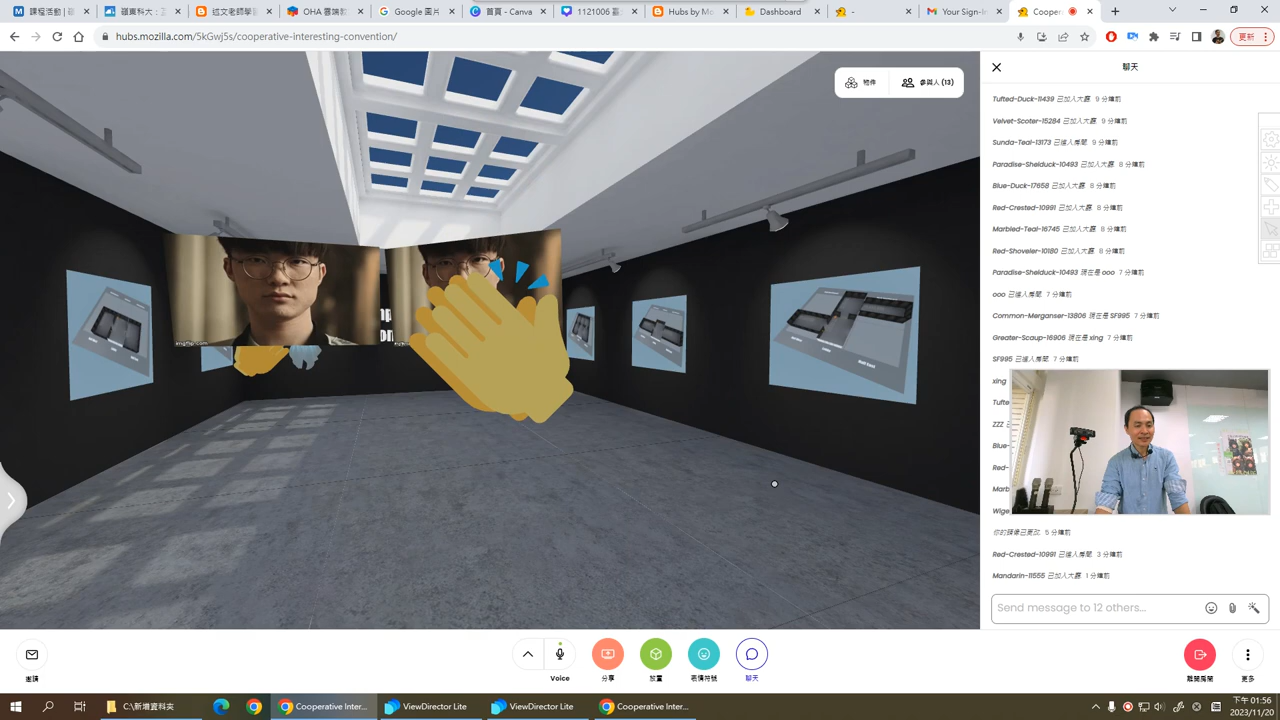 課程活動
嶺東科大
述文老師學
OHA 雲端教
Google 圖片
首頁 - Canva
1121006 臺
Hubs by Mo
Dashboard
-
Your Sign-In
Cooper
hubs.mozilla.com/5kGwj5s/cooperative-interesting-convention/
更新
物件
參與人 (13)
聊天
Tufted-Duck-11439 已加入大廳. 9 分鐘前
Velvet-Scoter-15284 已加入大廳. 9 分鐘前
Sunda-Teal-13173 已進入房間. 9 分鐘前
Paradise-Shelduck-10493 已加入大廳. 8 分鐘前
Blue-Duck-17658 已加入大廳. 8 分鐘前
Red-Crested-10991 已加入大廳. 8 分鐘前
Marbled-Teal-16745 已加入大廳. 8 分鐘前
Red-Shoveler-10180 已加入大廳. 8 分鐘前
Paradise-Shelduck-10493 現在是 ooo 7 分鐘前
ooo 已進入房間. 7 分鐘前
Common-Merganser-13806 現在是 SF995 7 分鐘前
Greater-Scaup-16906 現在是 xing 7 分鐘前
SF995 已進入房間. 7 分鐘前
xing
Tufte
ZZZ
Blue-
Red-
Marb
Wige
你的頭像已更改. 5 分鐘前
Red-Crested-10991 已進入房間. 3 分鐘前
Mandarin-11555 已加入大廳. 1 分鐘前
Send message to 12 others...
邀請
Voice
分享
放置
表情符號
聊天
離開房間
更多
C:\新增資料夾
Cooperative Inter...
ViewDirector Lite
ViewDirector Lite
Cooperative Inter...
下午 01:56
2023/11/20